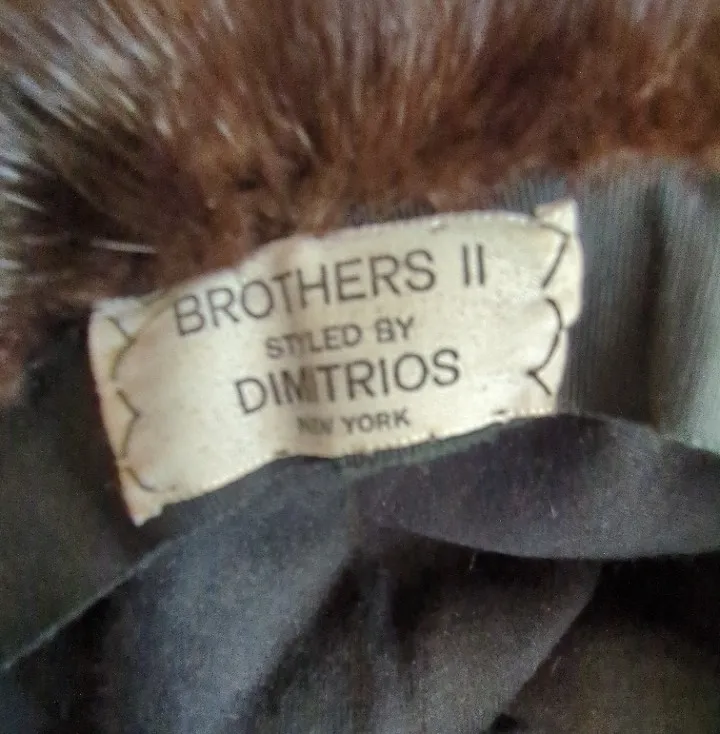 BROTHERS II
STYLED BY
DIMITRIOS
NEW YORK